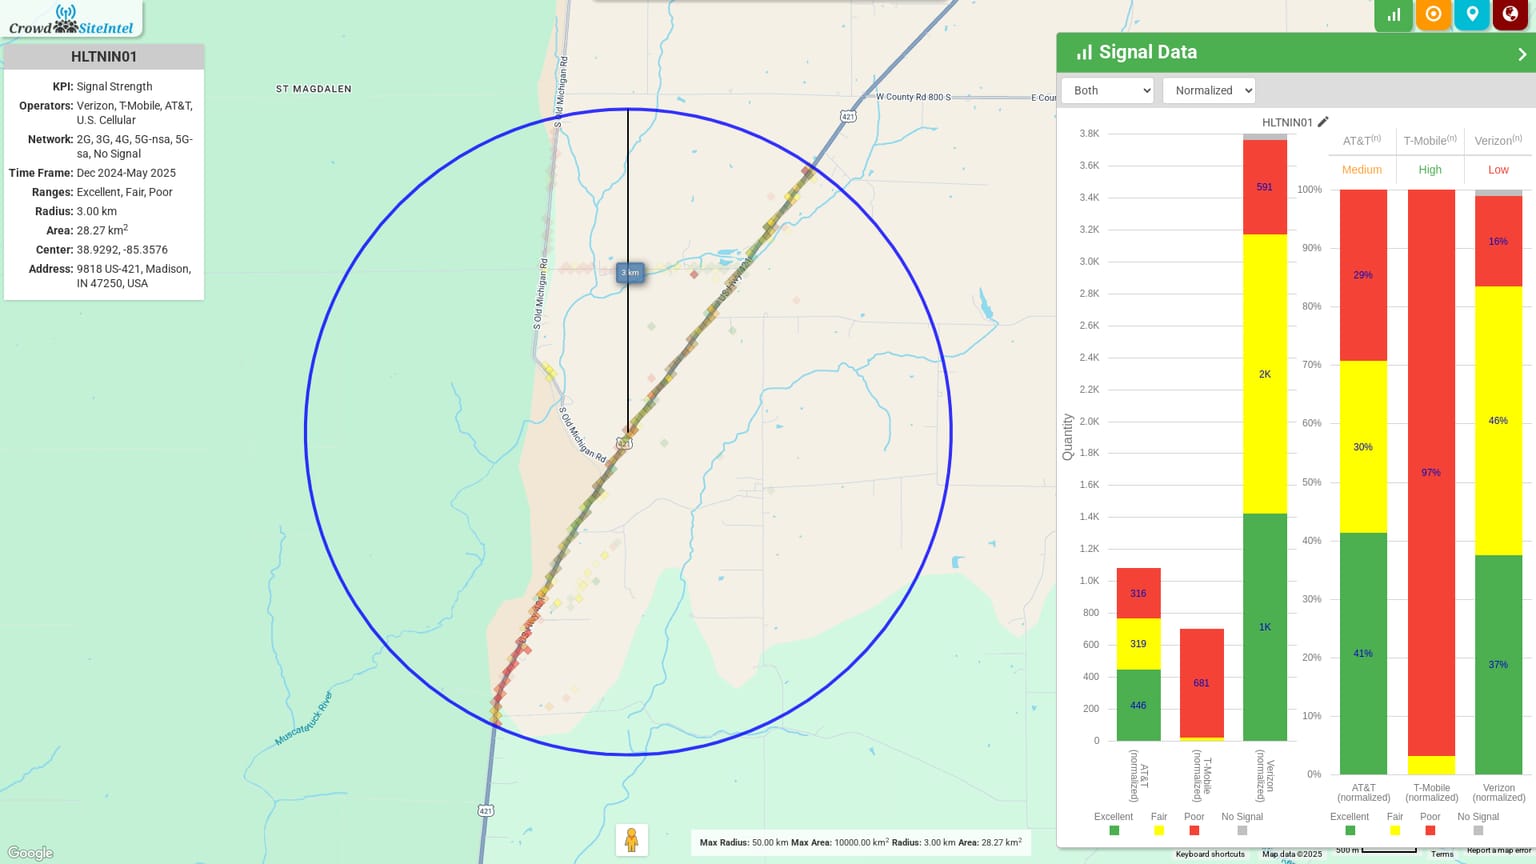 CrowdSiteIntel
HLTNIN01
KPI: Signal Strength
Operators: Verizon, T-Mobile, AT&T,
U.S. Cellular
Network: 2G, 3G, 4G, 5G-nsa, 5G-
sa, No Signal
Time Frame: Dec 2024-May 2025
Ranges: Excellent, Fair, Poor
Radius: 3.00 km
Area: 28.27 km²
Center: 38.9292, -85.3576
Address: 9818 US-421, Madison,
IN 47250, USA
ST MAGDALEN
S Old Michigan Rd
W County Rd 800 S
E Cour
421
3 km
S Old Michigan Rd
US Hwy 421
S Old Michigan Rd
421
Muscatatuck River
421
Google
Max Radius: 50.00 km Max Area: 10000.00 km² Radius: 3.00 km Area: 28.27 km²
Signal Data
Both
Normalized
HLTNIN01
Quantity
3.8K
3.6K
3.4K
3.2K
3.0K
2.8K
2.6K
2.4K
2.2K
2.0K
1.8K
1.6K
1.4K
1.2K
1.0K
800
600
400
200
0
316
319
446
681
591
2K
1K
AT&T
(normalized)
T-Mobile
(normalized)
Verizon
(normalized)
Excellent
Fair
Poor
No Signal
AT&T(n)
T-Mobile(n)
Verizon(n)
Medium
High
Low
100%
90%
80%
70%
60%
50%
40%
30%
20%
10%
0%
29%
30%
41%
97%
16%
46%
37%
AT&T
(normalized)
T-Mobile
(normalized)
Verizon
(normalized)
Excellent
Fair
Poor
No Signal
Keyboard shortcuts
Map data ©2025
500 m
Terms
Report a map error